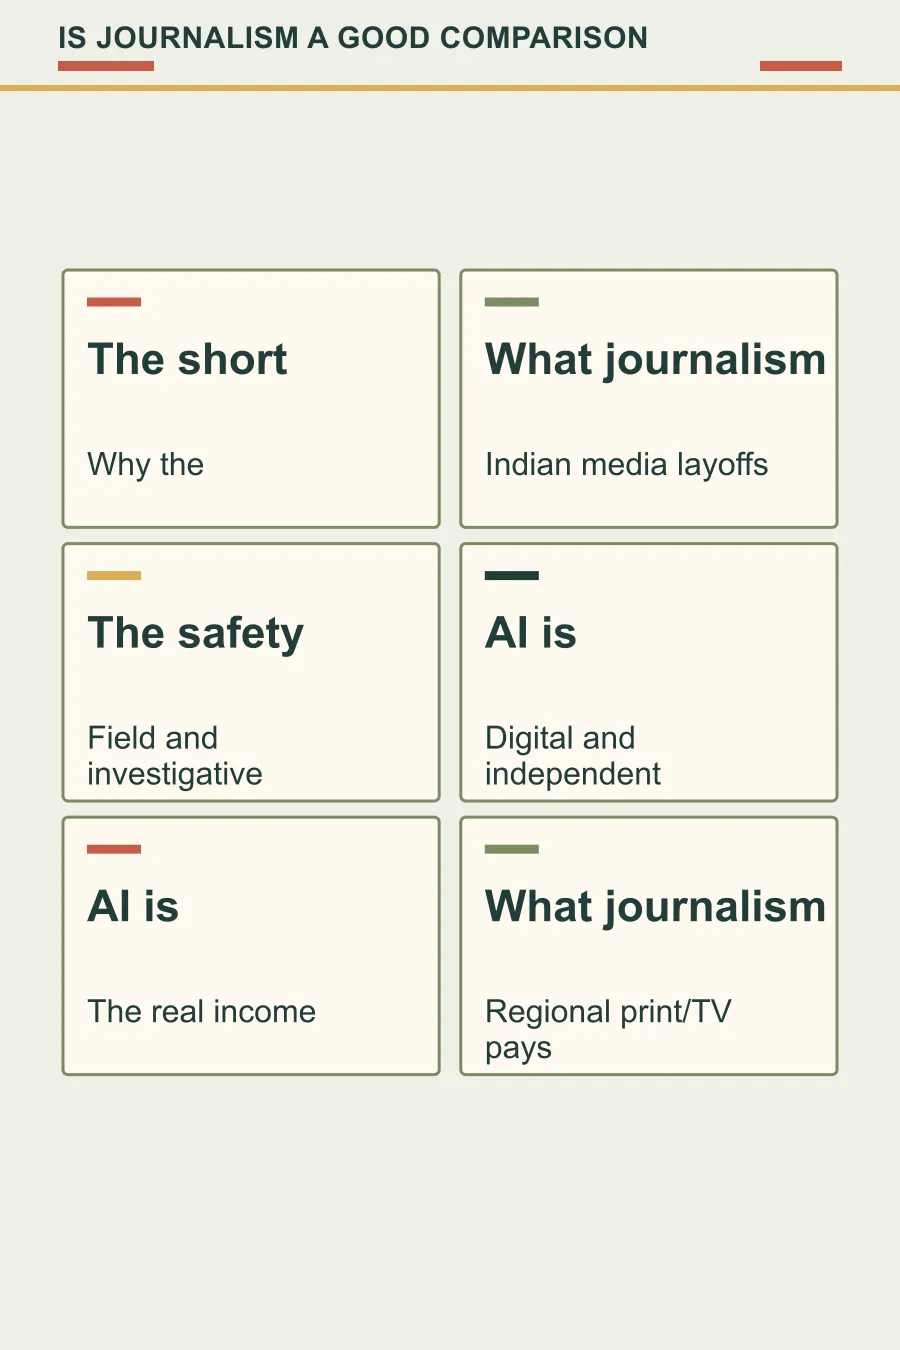 IS JOURNALISM A GOOD COMPARISON
The short
Why the
What journalism
Indian media layoffs
The safety
Field and
investigative
AI is
Digital and
independent
AI is
The real income
What journalism
Regional print/TV
pays